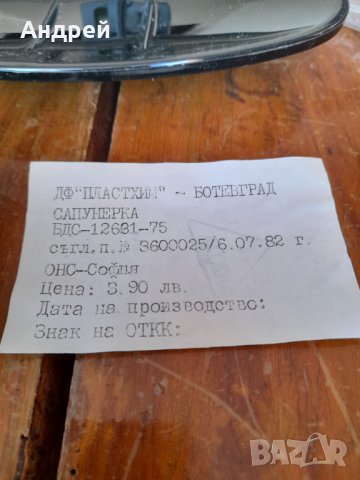 Андрей
ДФ"ПЛАСТХИМ" - БОТЕВГРАД
САПУНЕРКА
БДС-12631-75
съгл.п.№ 3600025/6.07.82 г.
ОНС-София
Цена: 3.90 лв.
Дата на производство:
Знак на ОТКК:
BAZAR